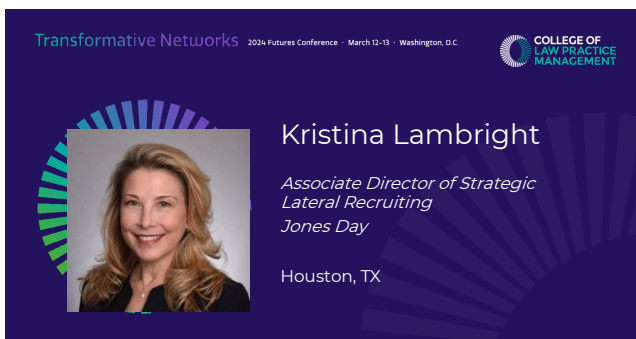 Transformative Networks 2024 Futures Conference · March 12–13 · Washington, D.C.
COLLEGE OF
LAW PRACTICE
MANAGEMENT
Kristina Lambright
Associate Director of Strategic
Lateral Recruiting
Jones Day
Houston, TX